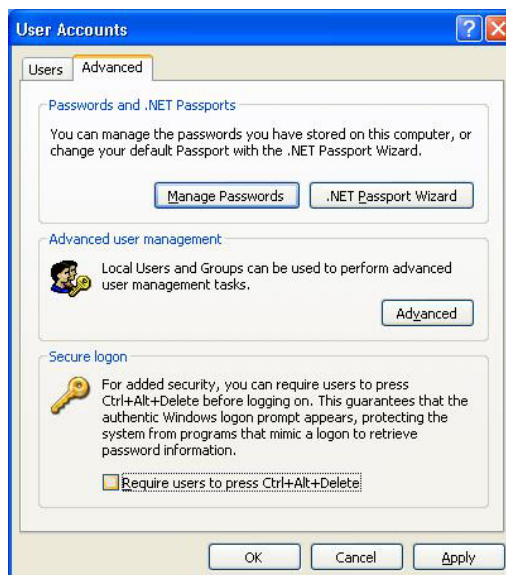 User Accounts
Users
Advanced
Passwords and .NET Passports
You can manage the passwords you have stored on this computer, or
change your default Passport with the .NET Passport Wizard.
Manage Passwords
.NET Passport Wizard
Advanced user management
Local Users and Groups can be used to perform advanced
user management tasks.
Advanced
Secure logon
For added security, you can require users to press
Ctrl+Alt+Delete before logging on. This guarantees that the
authentic Windows logon prompt appears, protecting the
system from programs that mimic a logon to retrieve
password information.
Require users to press Ctrl+Alt+Delete
OK
Cancel
Apply